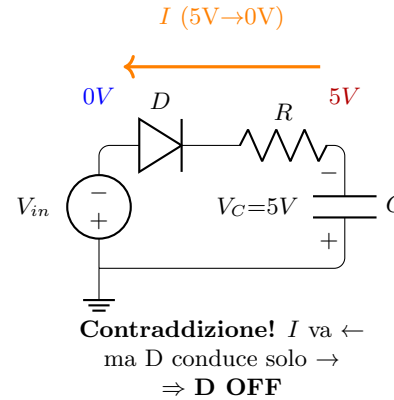 I (5V→0V)
0V
5V
D
R
−
−
V_in
V_C=5V
C
+
+
Contraddizione! I va ←
ma D conduce solo →
⇒ D OFF